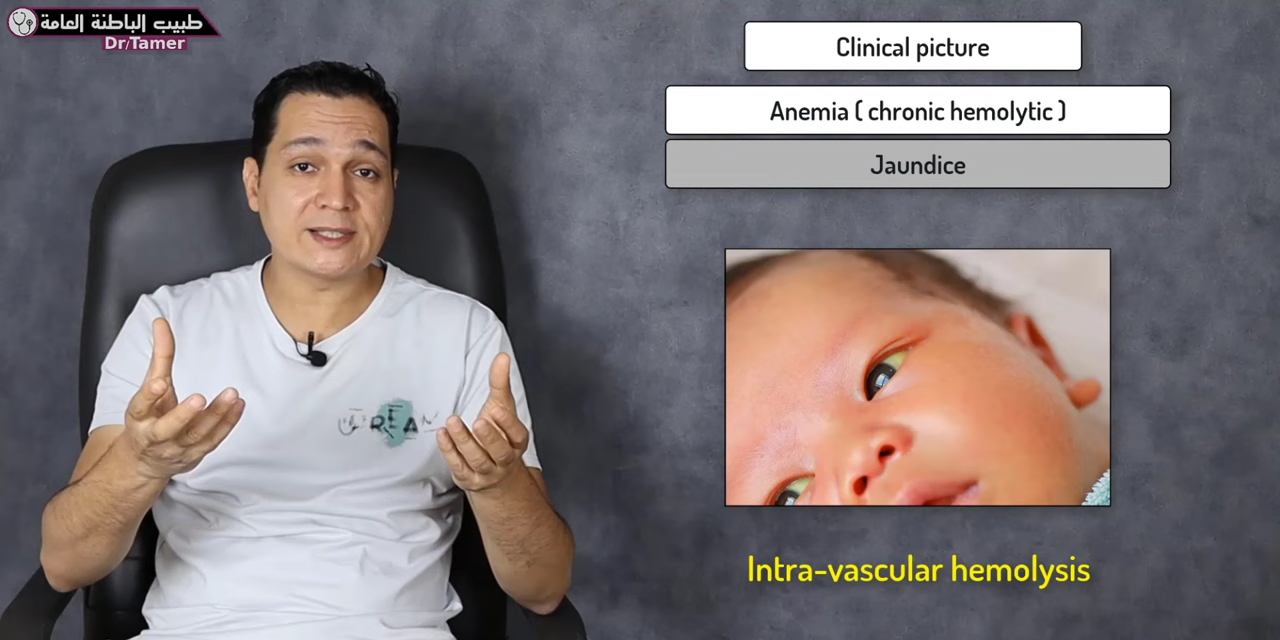 طبيب الباطنة العامة
Dr/Tamer
Clinical picture
Anemia ( chronic hemolytic )
Jaundice
Intra-vascular hemolysis